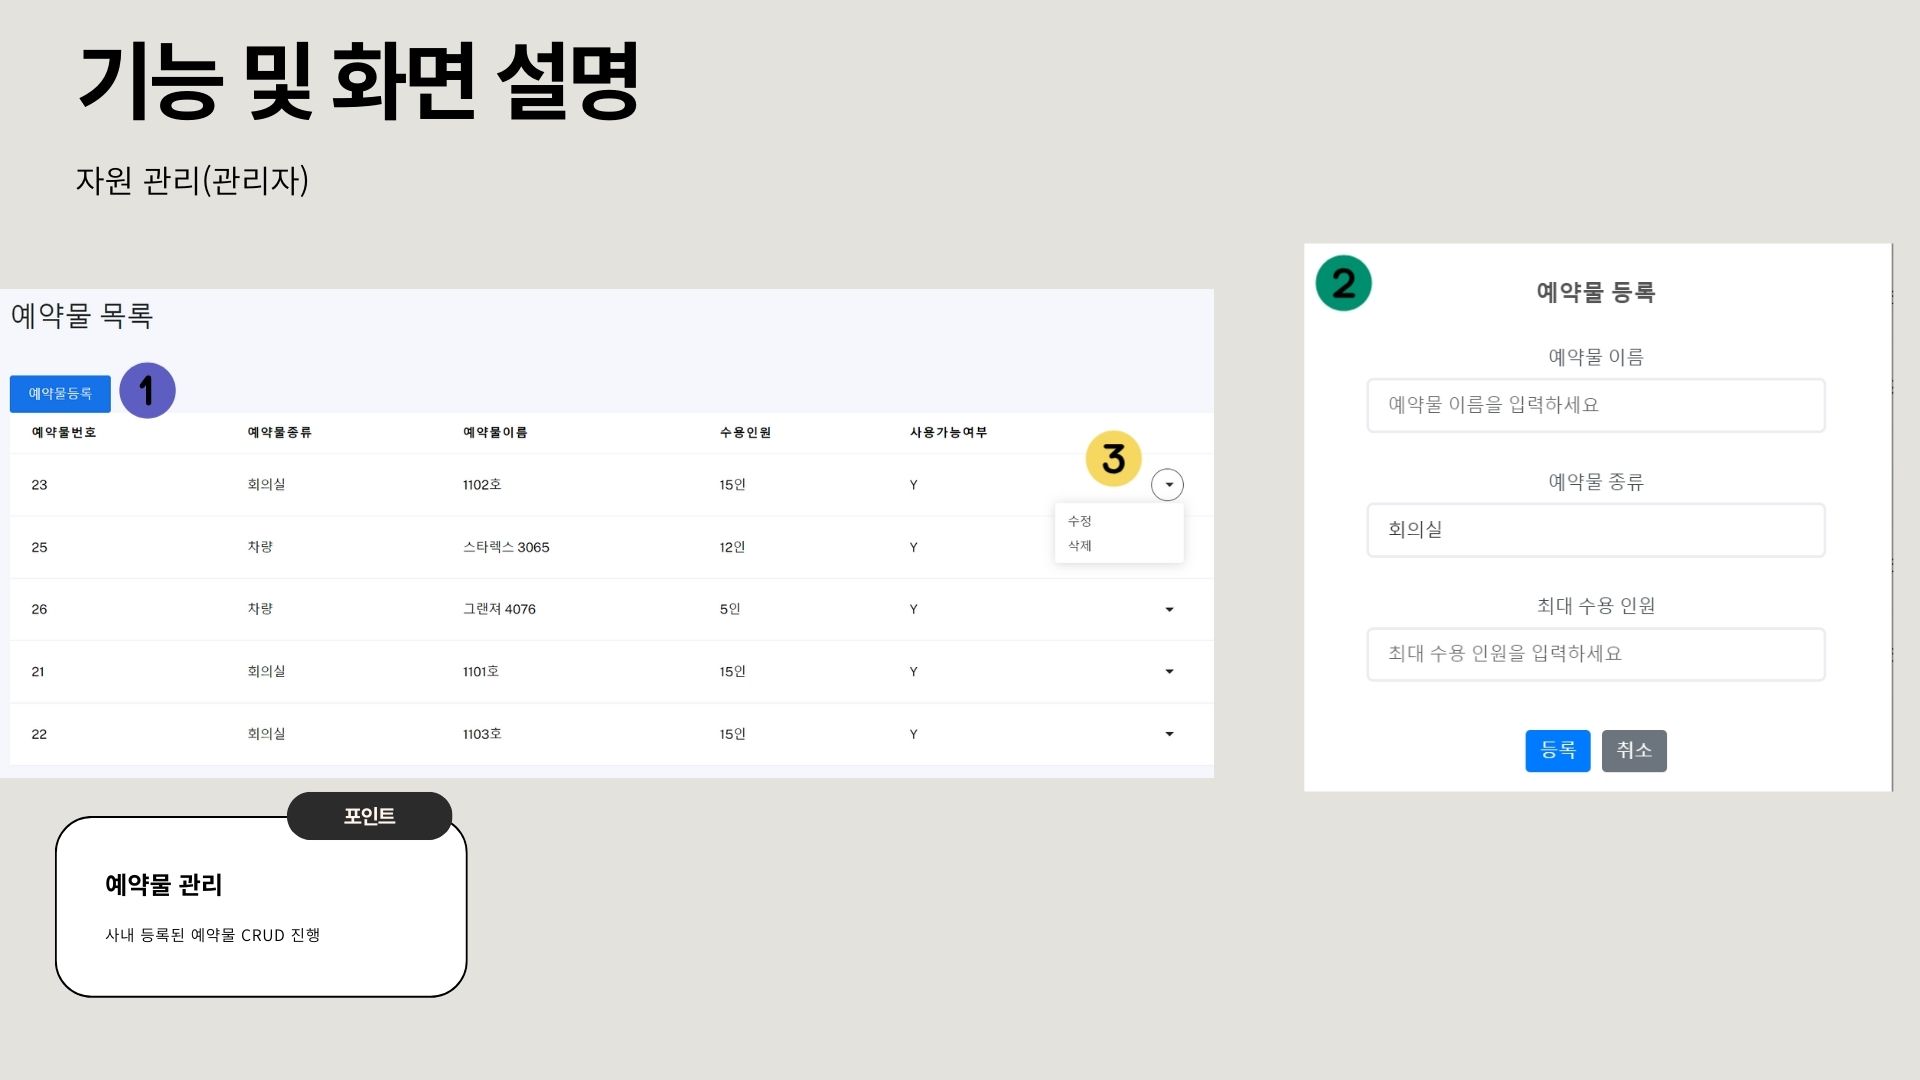 기능 및 화면 설명
자원 관리(관리자)
예약물 목록
예약물등록
1
예약물번호 예약물종류 예약물이름 수용인원 사용가능여부
3
23 회의실 1102호 15인 Y
수정
삭제
25 차량 스타렉스 3065 12인 Y
26 차량 그랜져 4076 5인 Y
21 회의실 1101호 15인 Y
22 회의실 1103호 15인 Y
2
예약물 등록
예약물 이름
예약물 이름을 입력하세요
예약물 종류
회의실
최대 수용 인원
최대 수용 인원을 입력하세요
등록 취소
포인트
예약물 관리
사내 등록된 예약물 CRUD 진행